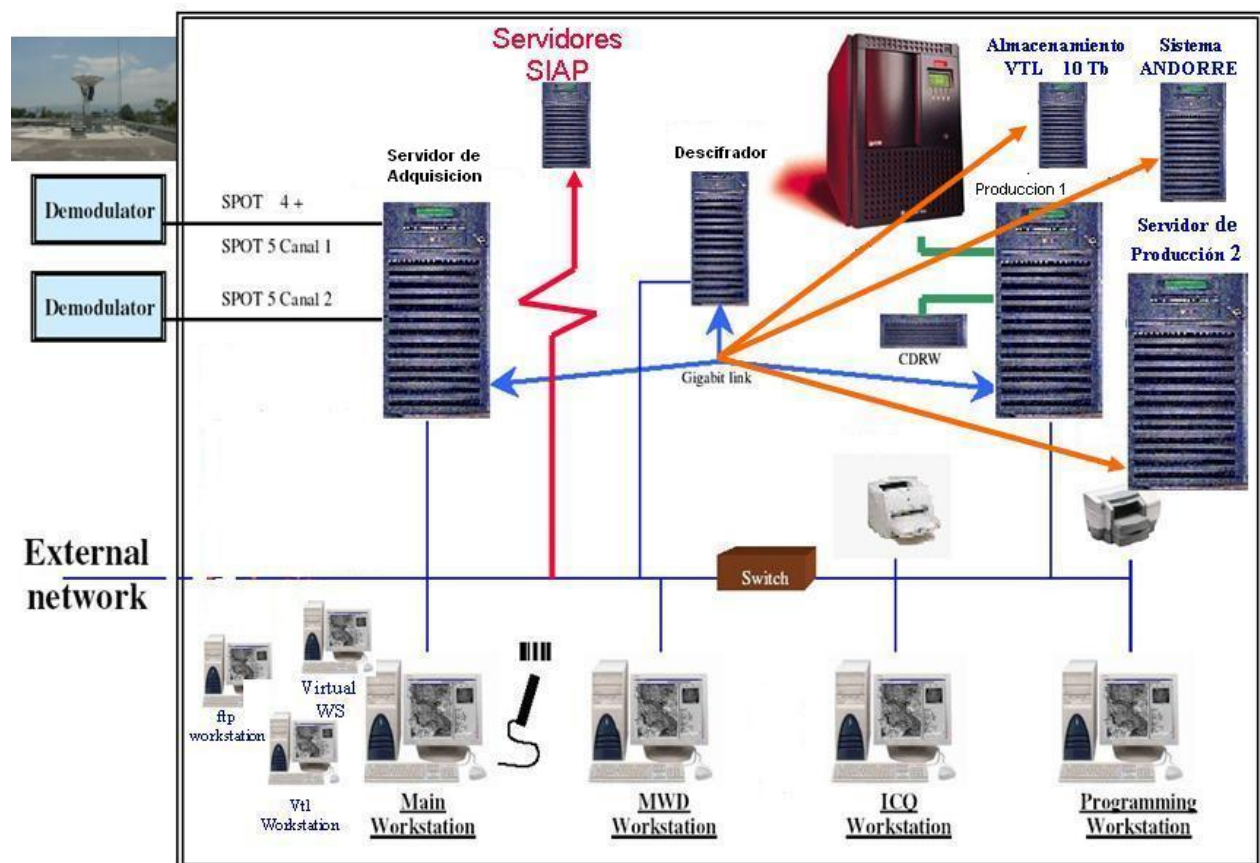 Servidores
SIAP
Almacenamiento
VTL 10 Tb
Sistema
ANDORRE
Servidor de
Adquisicion
Descifrador
Produccion 1
Demodulator
SPOT 4 +
SPOT 5 Canal 1
Servidor de
Producción 2
Demodulator
SPOT 5 Canal 2
CDRW
Gigabit link
External
network
Switch
Virtual
WS
ftp
workstation
Vtl
Workstation
Main
Workstation
MWD
Workstation
ICQ
Workstation
Programming
Workstation